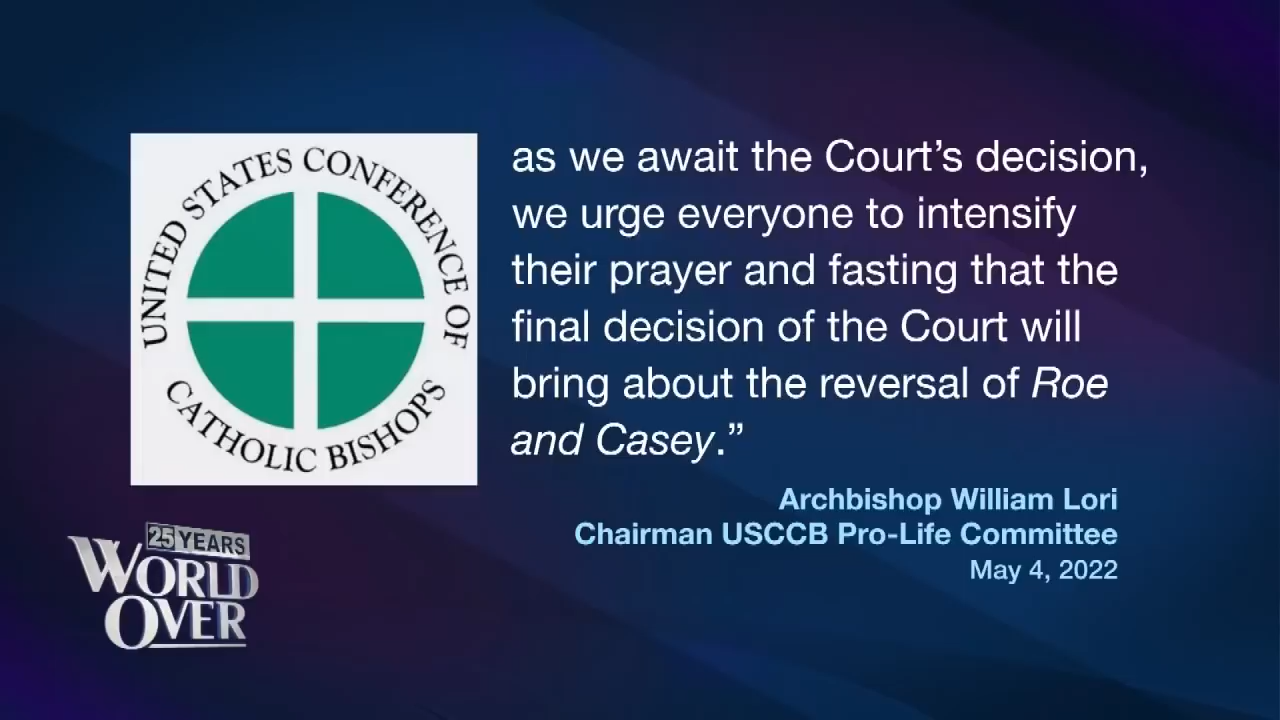 UNITED STATES CONFERENCE OF
CATHOLIC BISHOPS
as we await the Court’s decision,
we urge everyone to intensify
their prayer and fasting that the
final decision of the Court will
bring about the reversal of Roe
and Casey.”
Archbishop William Lori
Chairman USCCB Pro-Life Committee
May 4, 2022
25 YEARS
WORLD
OVER